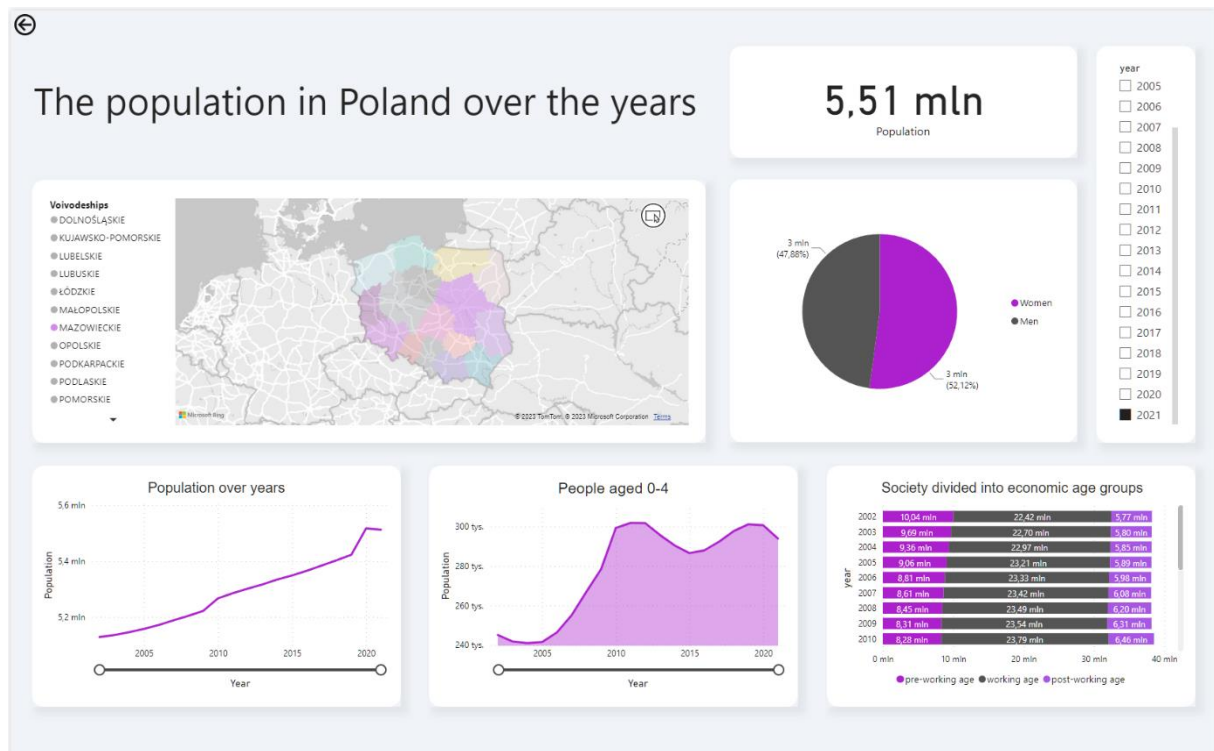 The population in Poland over the years
5,51 mln
Population
year
2005
2006
2007
2008
2009
2010
2011
2012
2013
2014
2015
2016
2017
2018
2019
2020
2021
Voivodeships
DOLNOŚLĄSKIE
KUJAWSKO-POMORSKIE
LUBELSKIE
LUBUSKIE
ŁÓDZKIE
MAŁOPOLSKIE
MAZOWIECKIE
OPOLSKIE
PODKARPACKIE
PODLASKIE
POMORSKIE
Microsoft Bing
© 2023 TomTom, © 2023 Microsoft Corporation Terms
3 mln
(47,88%)
3 mln
(52,12%)
Women
Men
Population over years
5,6 mln
5,4 mln
5,2 mln
Population
2005 2010 2015 2020
Year
People aged 0-4
300 tys.
280 tys.
260 tys.
240 tys.
Population
2005 2010 2015 2020
Year
Society divided into economic age groups
year
2002 10,04 mln 22,42 mln 5,77 mln
2003 9,69 mln 22,70 mln 5,80 mln
2004 9,36 mln 22,97 mln 5,85 mln
2005 9,06 mln 23,21 mln 5,89 mln
2006 8,81 mln 23,33 mln 5,98 mln
2007 8,61 mln 23,42 mln 6,08 mln
2008 8,45 mln 23,49 mln 6,20 mln
2009 8,31 mln 23,54 mln 6,31 mln
2010 8,28 mln 23,79 mln 6,46 mln
0 mln 10 mln 20 mln 30 mln 40 mln
pre-working age working age post-working age